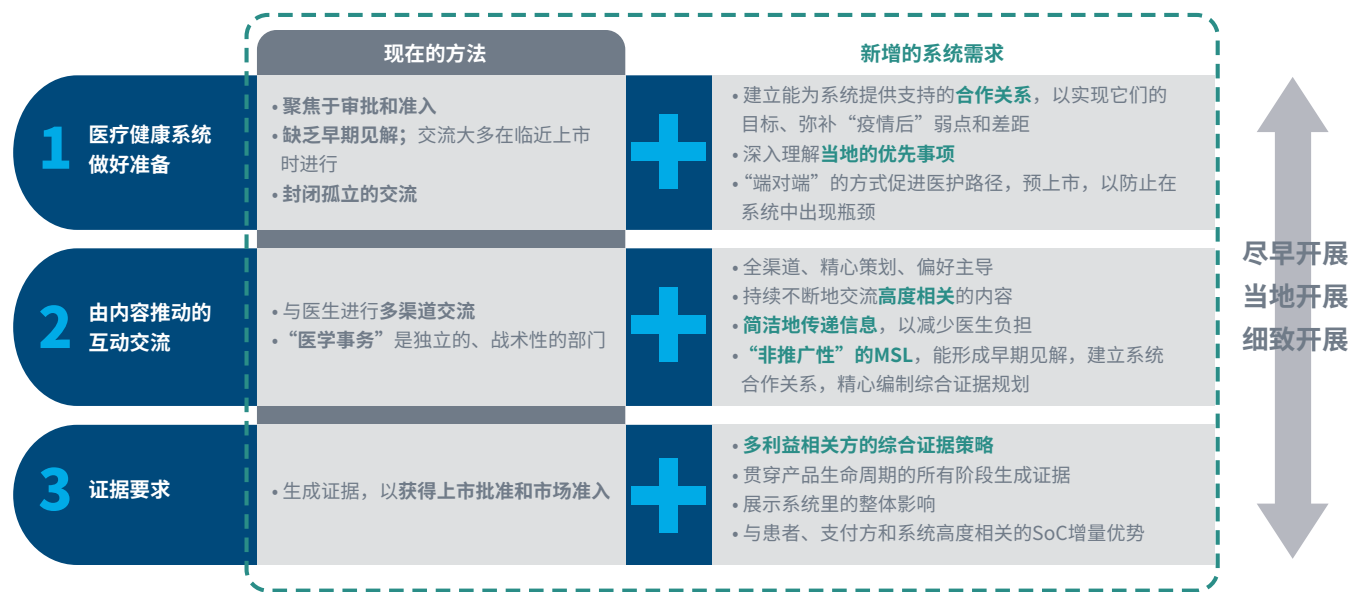 现在的方法
新增的系统需求
1
医疗健康系统
做好准备
• 聚焦于审批和准入
• 缺乏早期见解；交流大多在临近上市
时进行
• 封闭孤立的交流
• 建立能为系统提供支持的合作关系，以实现它们的
目标、弥补“疫情后”弱点和差距
• 深入理解当地的优先事项
• “端对端”的方式促进医护路径，预上市，以防止在
系统中出现瓶颈
2
由内容推动的
互动交流
• 与医生进行多渠道交流
• “医学事务”是独立的、战术性的部门
• 全渠道、精心策划、偏好主导
• 持续不断地交流高度相关的内容
• 简洁地传递信息，以减少医生负担
• “非推广性”的MSL，能形成早期见解，建立系统
合作关系，精心编制综合证据规划
3
证据要求
• 生成证据，以获得上市批准和市场准入
• 多利益相关方的综合证据策略
• 贯穿产品生命周期的所有阶段生成证据
• 展示系统里的整体影响
• 与患者、支付方和系统高度相关的SoC增量优势
尽早开展
当地开展
细致开展